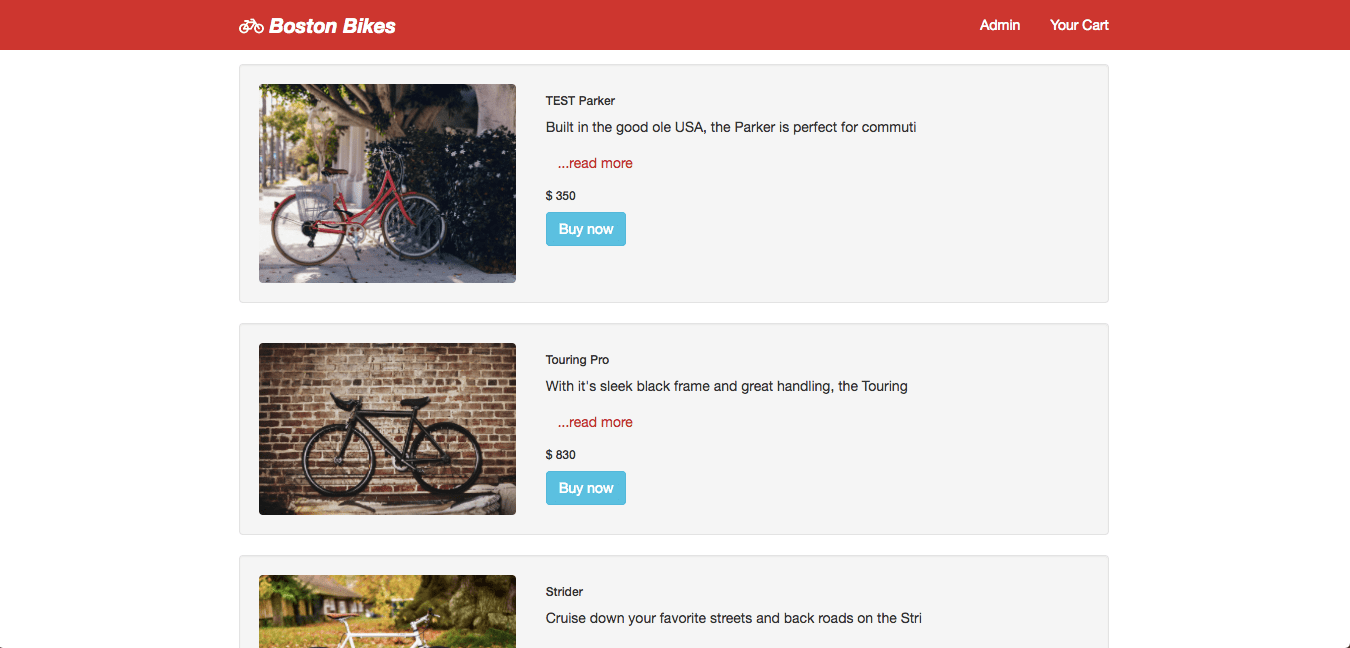 Boston Bikes
Admin
Your Cart
TEST Parker
Built in the good ole USA, the Parker is perfect for commuti
...read more
$ 350
Buy now
Touring Pro
With it's sleek black frame and great handling, the Touring
...read more
$ 830
Buy now
Strider
Cruise down your favorite streets and back roads on the Stri